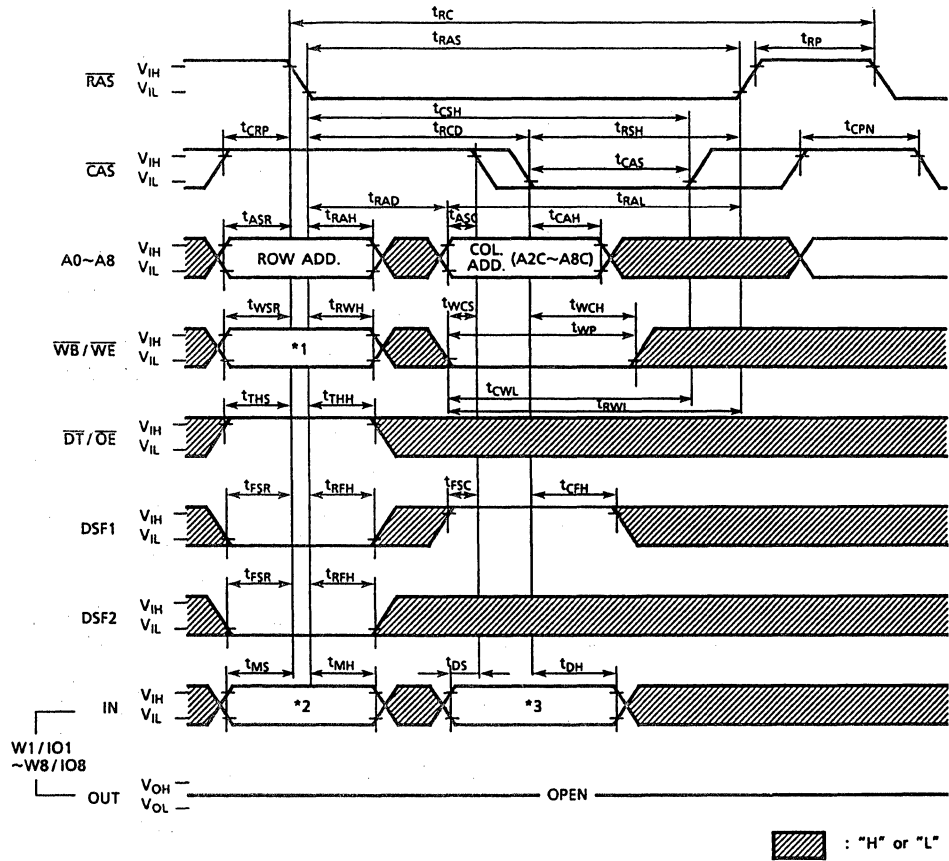 tRC
tRAS
tRP
RAS
VIH
VIL
tCSH
tCRP
tRCD
tRSH
tCPN
CAS
VIH
VIL
tCAS
tRAD
tRAL
tASR
tRAH
tASC
tCAH
A0~A8
VIH
VIL
ROW ADD.
COL. ADD. (A2C~A8C)
tWSR
tRWH
tWCS
tWCH
tWP
WB/WE
VIH
VIL
*1
tCWL
tRWL
tTHS
tTHH
DT/OE
VIH
VIL
tFSR
tRFH
tFSC
tCFH
DSF1
VIH
VIL
tFSR
tRFH
DSF2
VIH
VIL
tMS
tMH
tDS
tDH
IN
VIH
VIL
*2
*3
W1/IO1
~W8/IO8
OUT
VOH
VOL
OPEN
: "H" or "L"